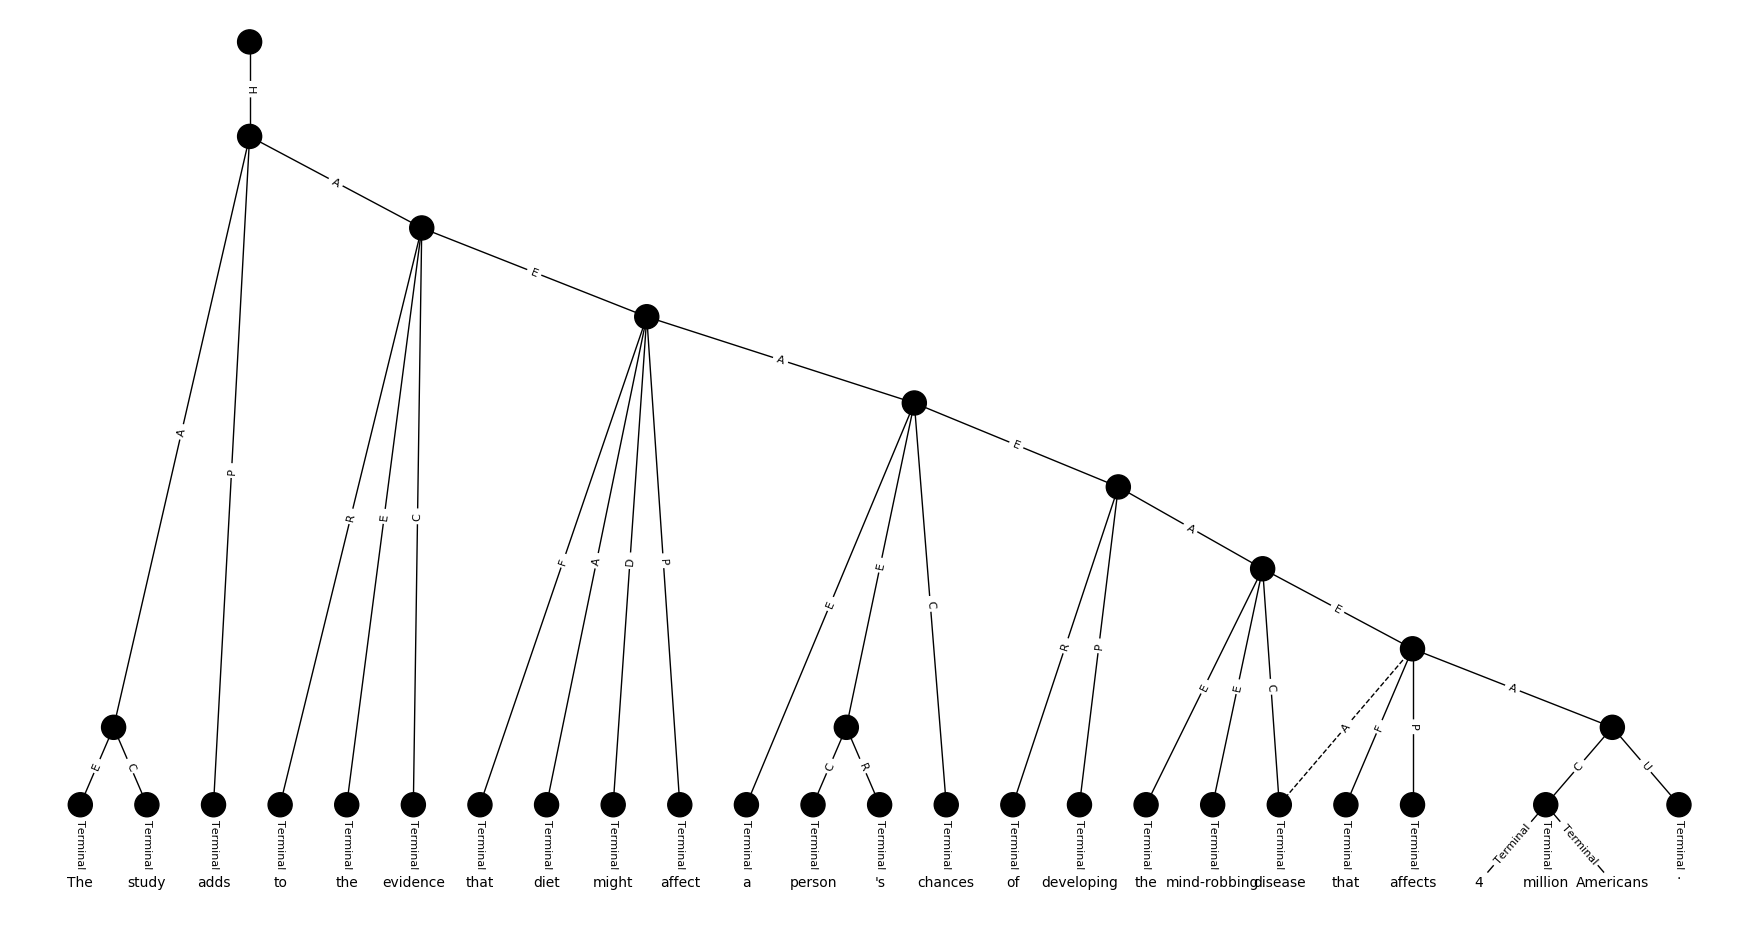 H
A
E
A
E
A
E
A
P
R
E
C
F
A
D
P
E
E
C
R
P
E
E
C
A
F
P
A
E
C
C
R
C
U
Terminal Terminal Terminal Terminal Terminal Terminal Terminal Terminal Terminal Terminal Terminal Terminal Terminal Terminal Terminal Terminal Terminal Terminal Terminal Terminal Terminal Terminal Terminal Terminal Terminal
The study adds to the evidence that diet might affect a person 's chances of developing the mind-robbing disease that affects 4 million Americans .